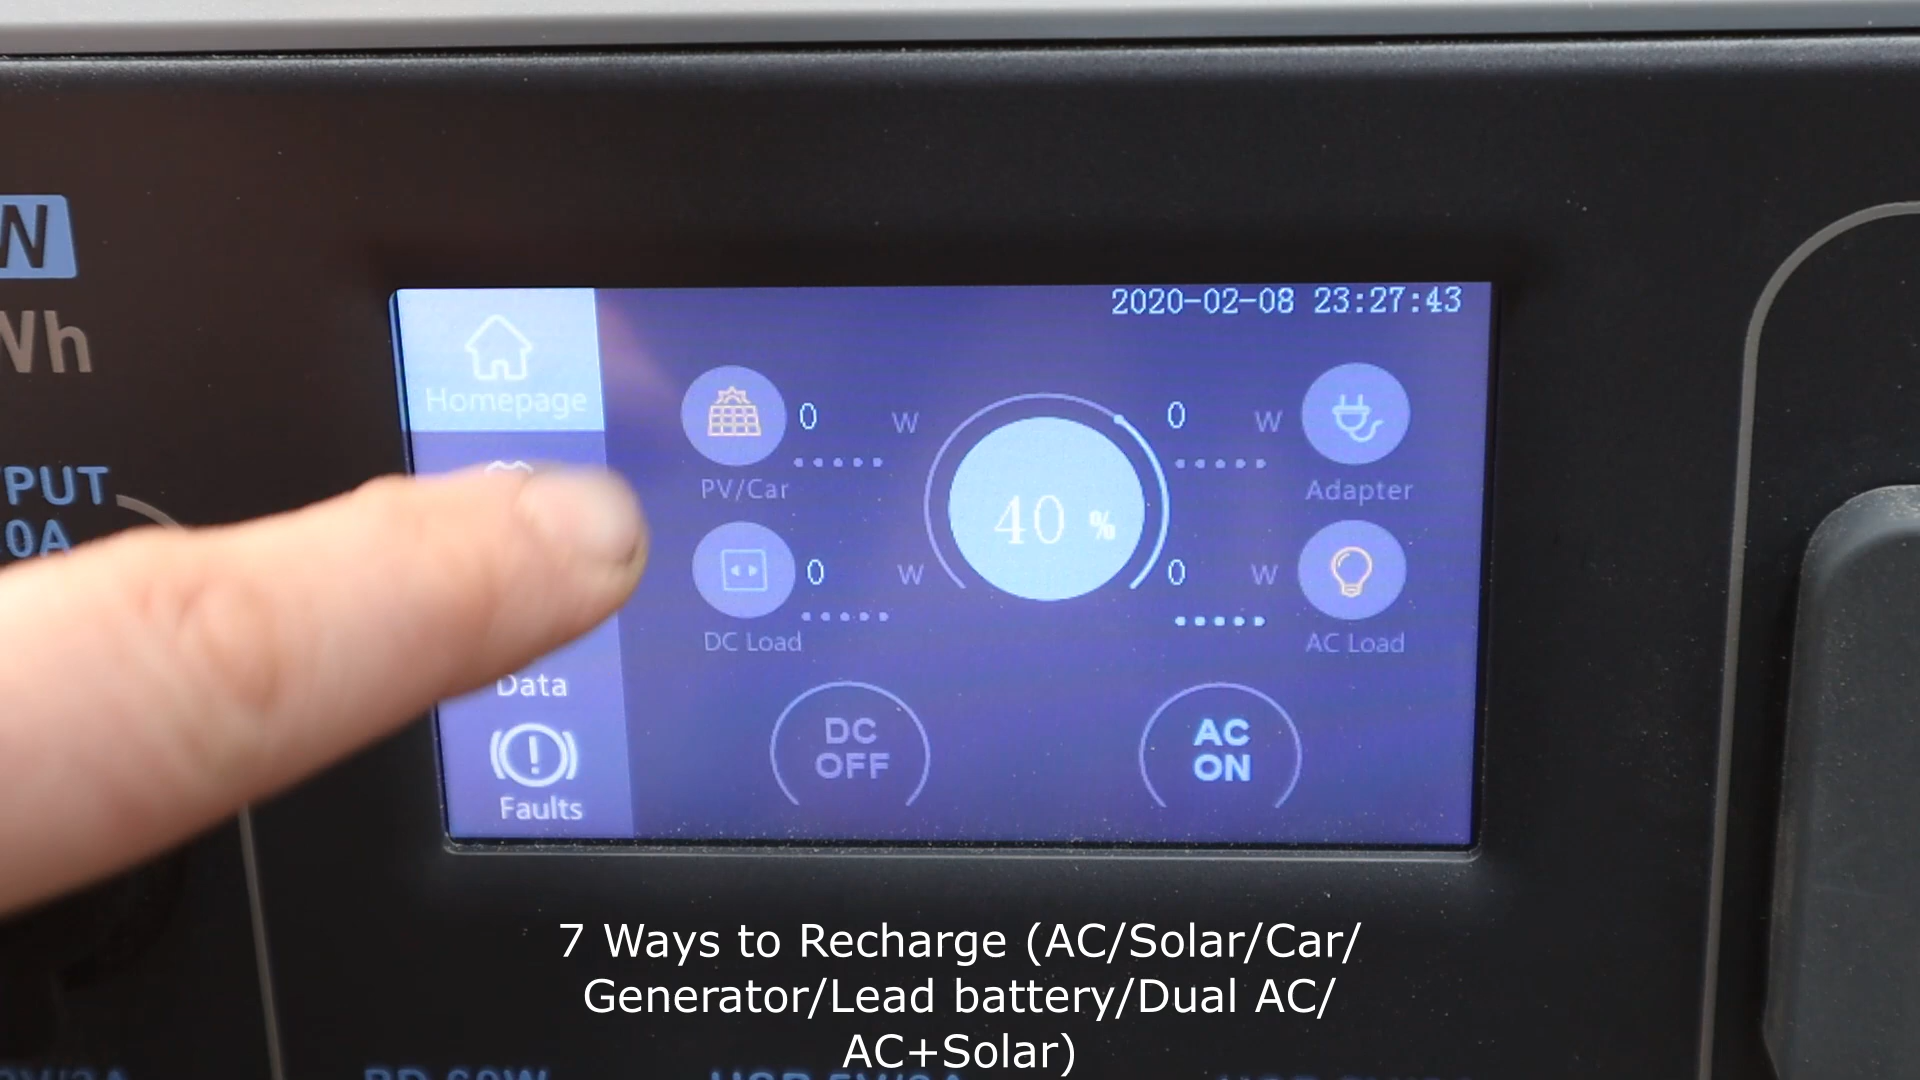 2020-02-08 23:27:43
Homepage
0 W
0 W
PV/Car
40 %
Adapter
0 W
0 W
DC Load
AC Load
Data
DC OFF
AC ON
Faults
7 Ways to Recharge (AC/Solar/Car/
Generator/Lead battery/Dual AC/
AC+Solar)